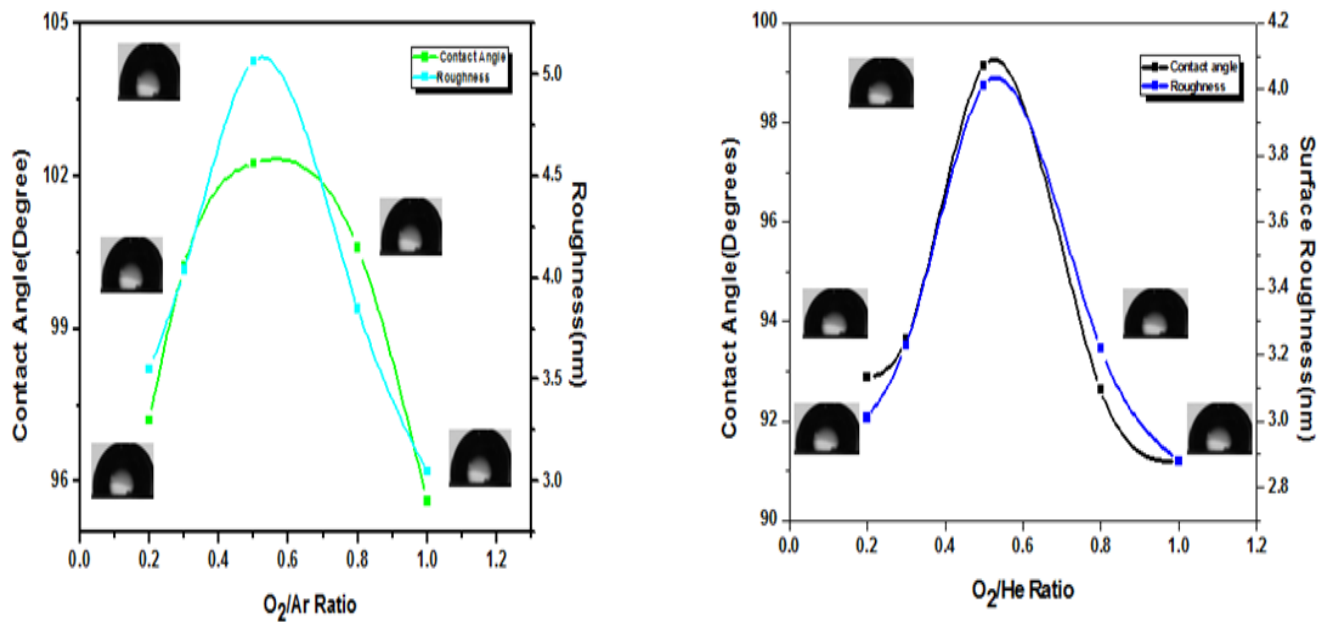 105
102
99
96
Contact Angle(Degree)
Contact Angle
Roughness
5.0
4.5
4.0
3.5
3.0
Roughness(nm)
0.0 0.2 0.4 0.6 0.8 1.0 1.2
O2/Ar Ratio
100
98
96
94
92
90
Contact Angle(Degrees)
Contact angle
Roughness
4.2
4.0
3.8
3.6
3.4
3.2
3.0
2.8
Surface Roughness(nm)
0.0 0.2 0.4 0.6 0.8 1.0 1.2
O2/He Ratio